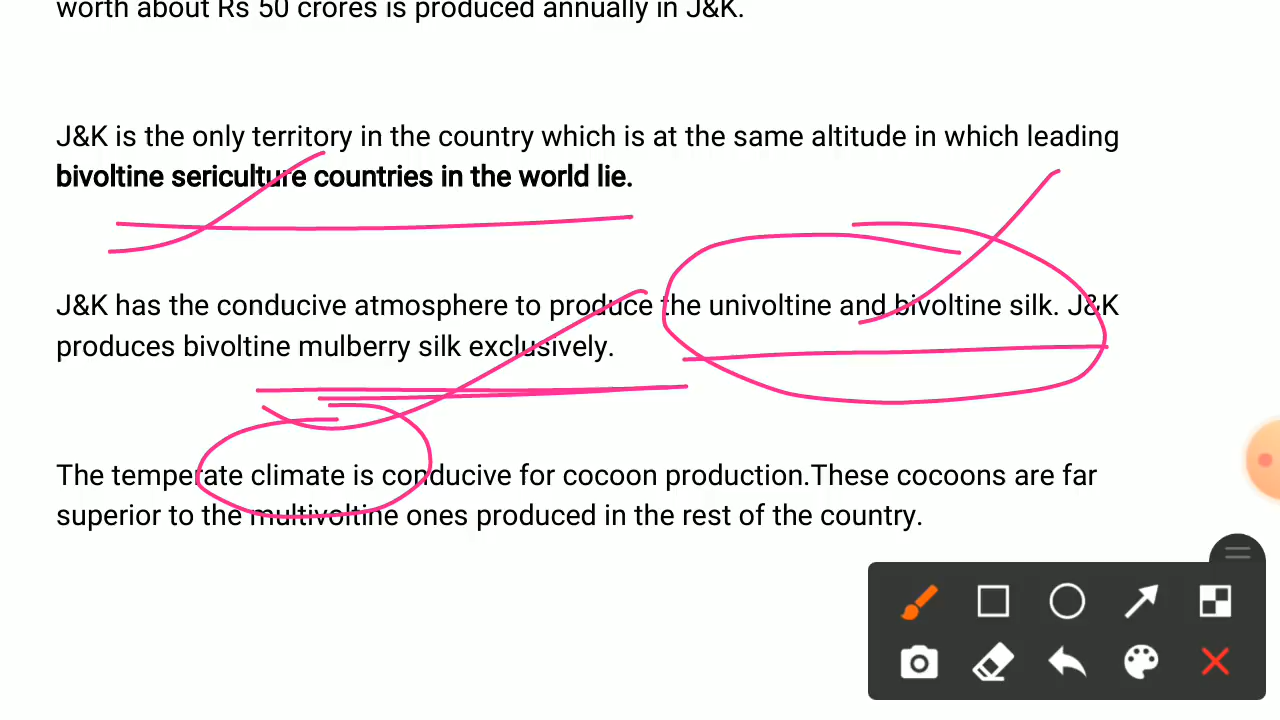 worth about Rs 50 crores is produced annually in J&K.
J&K is the only territory in the country which is at the same altitude in which leading
bivoltine sericulture countries in the world lie.
J&K has the conducive atmosphere to produce the univoltine and bivoltine silk. J&K
produces bivoltine mulberry silk exclusively.
The temperate climate is conducive for cocoon production.These cocoons are far
superior to the multivoltine ones produced in the rest of the country.